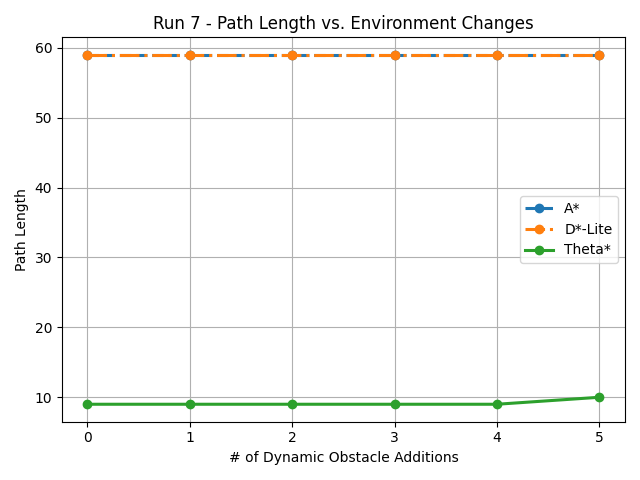 Run 7 - Path Length vs. Environment Changes
Path Length
60
50
40
30
20
10
A*
D*-Lite
Theta*
0 1 2 3 4 5
# of Dynamic Obstacle Additions